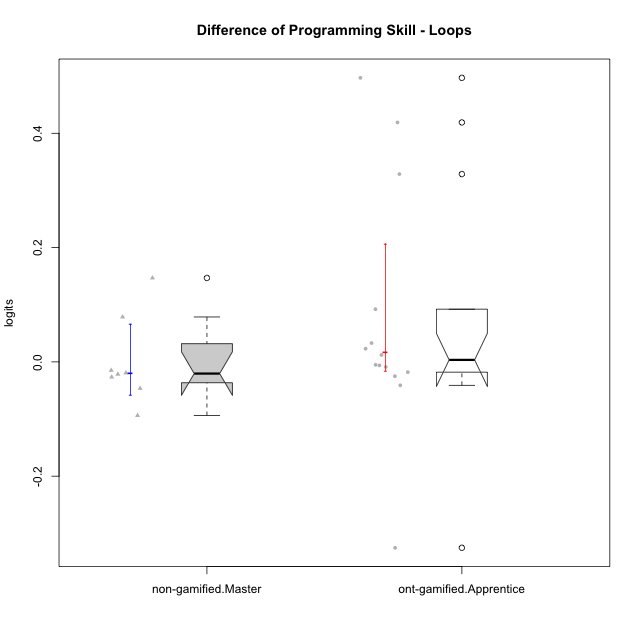 Difference of Programming Skill - Loops
logits
0.4
0.2
0.0
-0.2
non-gamified.Master
ont-gamified.Apprentice